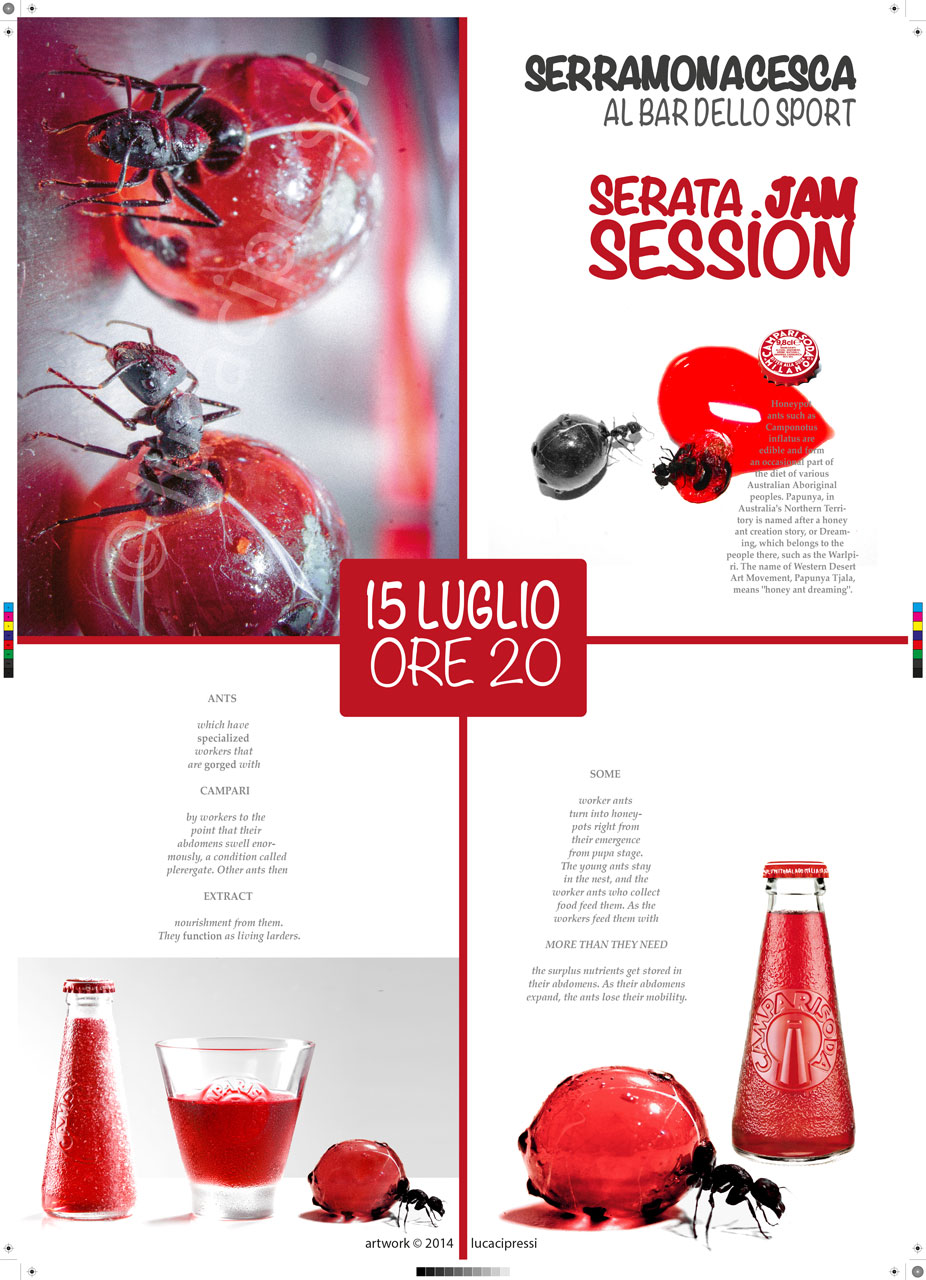 © lucacipressi
SERRAMONACESCA
AL BAR DELLO SPORT
SERATA JAM
SESSION
CAMPARI SODA
9,8cle
Honeypot
ants such as
Camponotus
inflatus are
edible and form
an occasional part of
the diet of various
Australian Aboriginal
peoples. Papunya, in
Australia's Northern Terri-
tory is named after a honey
ant creation story, or Dream-
ing, which belongs to the
people there, such as the Warlpi-
ri. The name of Western Desert
Art Movement, Papunya Tjala,
means "honey ant dreaming".
15 LUGLIO
ORE 20
ANTS
which have
specialized
workers that
are gorged with
CAMPARI
by workers to the
point that their
abdomens swell enor-
mously, a condition called
plerergate. Other ants then
EXTRACT
nourishment from them.
They function as living larders.
SOME
worker ants
turn into honey-
pots right from
their emergence
from pupa stage.
The young ants stay
in the nest, and the
worker ants who collect
food feed them. As the
workers feed them with
MORE THAN THEY NEED
the surplus nutrients get stored in
their abdomens. As their abdomens
expand, the ants lose their mobility.
CAMPARI SODA
artwork © 2014 lucacipressi